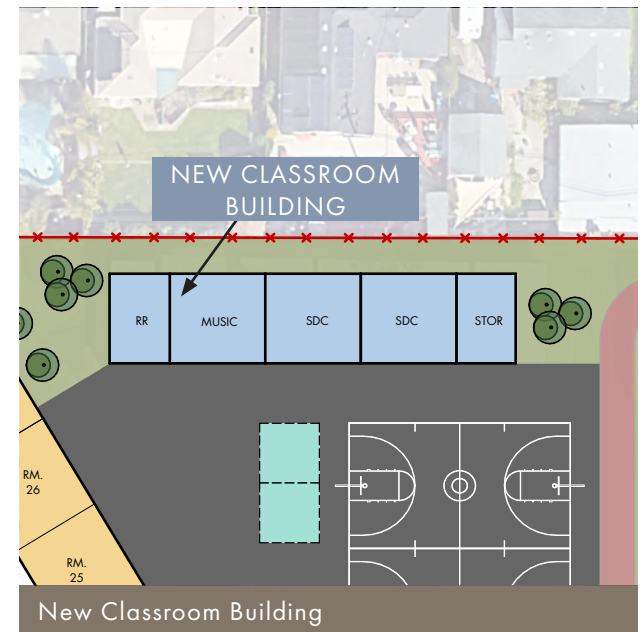 NEW CLASSROOM
BUILDING
RR
MUSIC
SDC
SDC
STOR
RM.
26
RM.
25
New Classroom Building